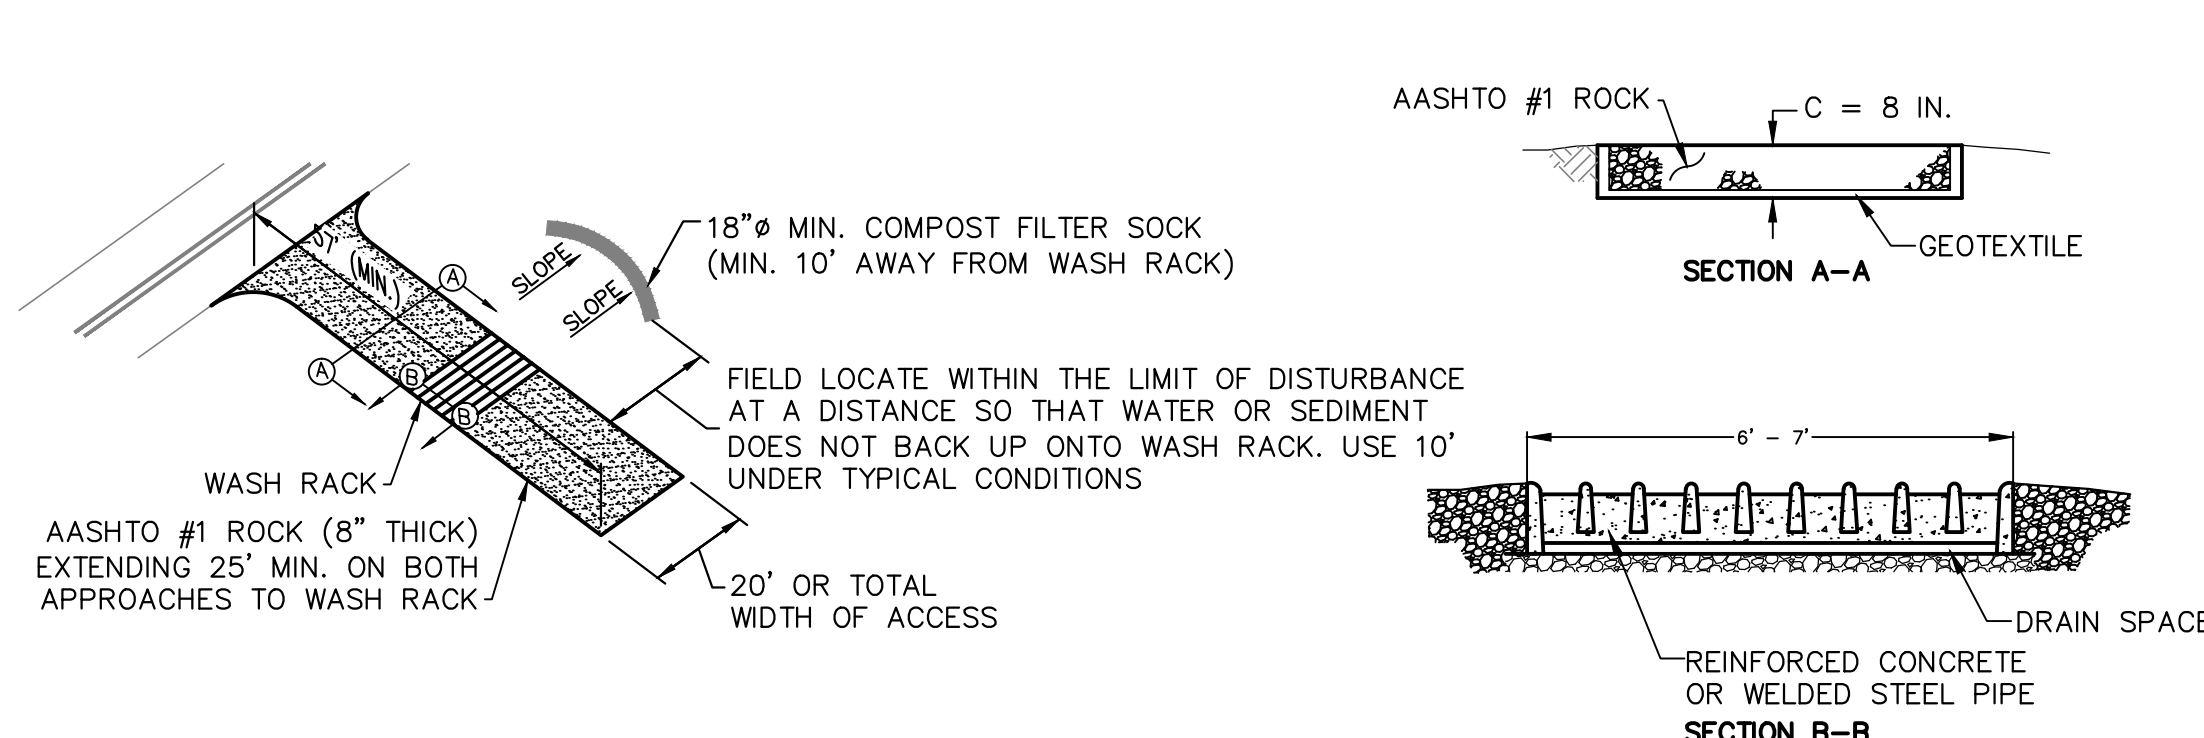 AASHTO #1 ROCK
C = 8 IN.
GEOTEXTILE
SECTION A-A
18"ø MIN. COMPOST FILTER SOCK
(MIN. 10' AWAY FROM WASH RACK)
SLOPE
SLOPE
(MIN.)
A
A
B
B
FIELD LOCATE WITHIN THE LIMIT OF DISTURBANCE
AT A DISTANCE SO THAT WATER OR SEDIMENT
DOES NOT BACK UP ONTO WASH RACK. USE 10'
UNDER TYPICAL CONDITIONS
WASH RACK
AASHTO #1 ROCK (8" THICK)
EXTENDING 25' MIN. ON BOTH
APPROACHES TO WASH RACK
20' OR TOTAL
WIDTH OF ACCESS
6' - 7'
DRAIN SPACE
REINFORCED CONCRETE
OR WELDED STEEL PIPE
SECTION B-B